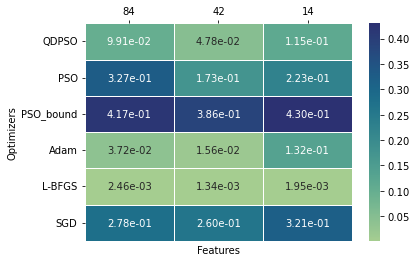 84 42 14
QDPSO 9.91e-02 4.78e-02 1.15e-01
PSO 3.27e-01 1.73e-01 2.23e-01
PSO_bound 4.17e-01 3.86e-01 4.30e-01
Adam 3.72e-02 1.56e-02 1.32e-01
L-BFGS 2.46e-03 1.34e-03 1.95e-03
SGD 2.78e-01 2.60e-01 3.21e-01
Optimizers
Features
0.40
0.35
0.30
0.25
0.20
0.15
0.10
0.05